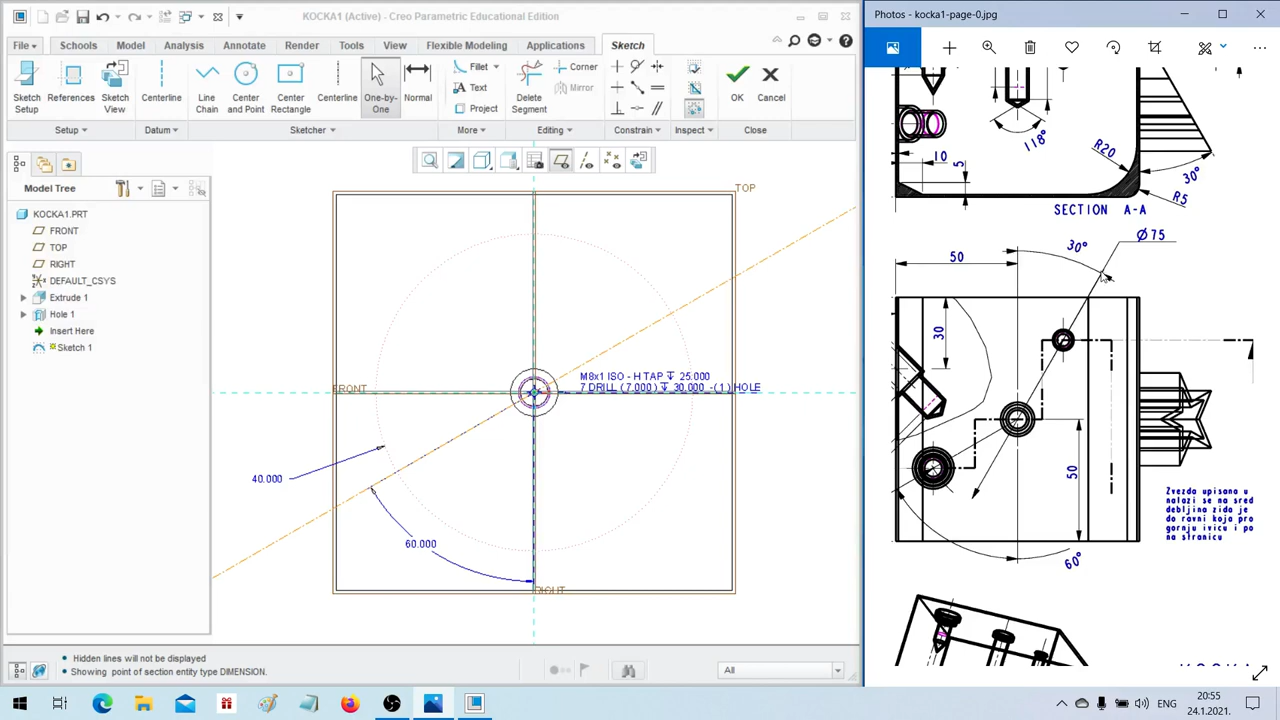 KOCKA1 (Active) - Creo Parametric Educational Edition
File
Schools
Model
Analysis
Annotate
Render
Tools
View
Flexible Modeling
Applications
Sketch
Sketch Setup
References
Sketch View
Centerline
Line Chain
Center and Point
Center Rectangle
Centerline
One-by-One
Normal
Fillet
Text
Project
Delete Segment
Corner
Mirror
OK
Cancel
Setup
Datum
Sketcher
More
Editing
Constrain
Inspect
Close
Model Tree
KOCKA1.PRT
FRONT
TOP
RIGHT
DEFAULT_CSYS
Extrude 1
Hole 1
Insert Here
Sketch 1
TOP
FRONT
RIGHT
M8x1 ISO - H TAP ↧ 25.000
7 DRILL (7.000) ↧ 30.000 -(1) HOLE
40.000
60.000
• Hidden lines will not be displayed
• Showing point of section entity type DIMENSION.
All
Photos - kocka1-page-0.jpg
118°
R20
10
5
30°
R5
SECTION A-A
Ø75
30°
50
30
50
60°
Zvezda upisana u
nalazi se na sred
debljina zida je
do ravni koja pro
gornju ivicu i po
na stranicu
ENG
20:55
24.1.2021.